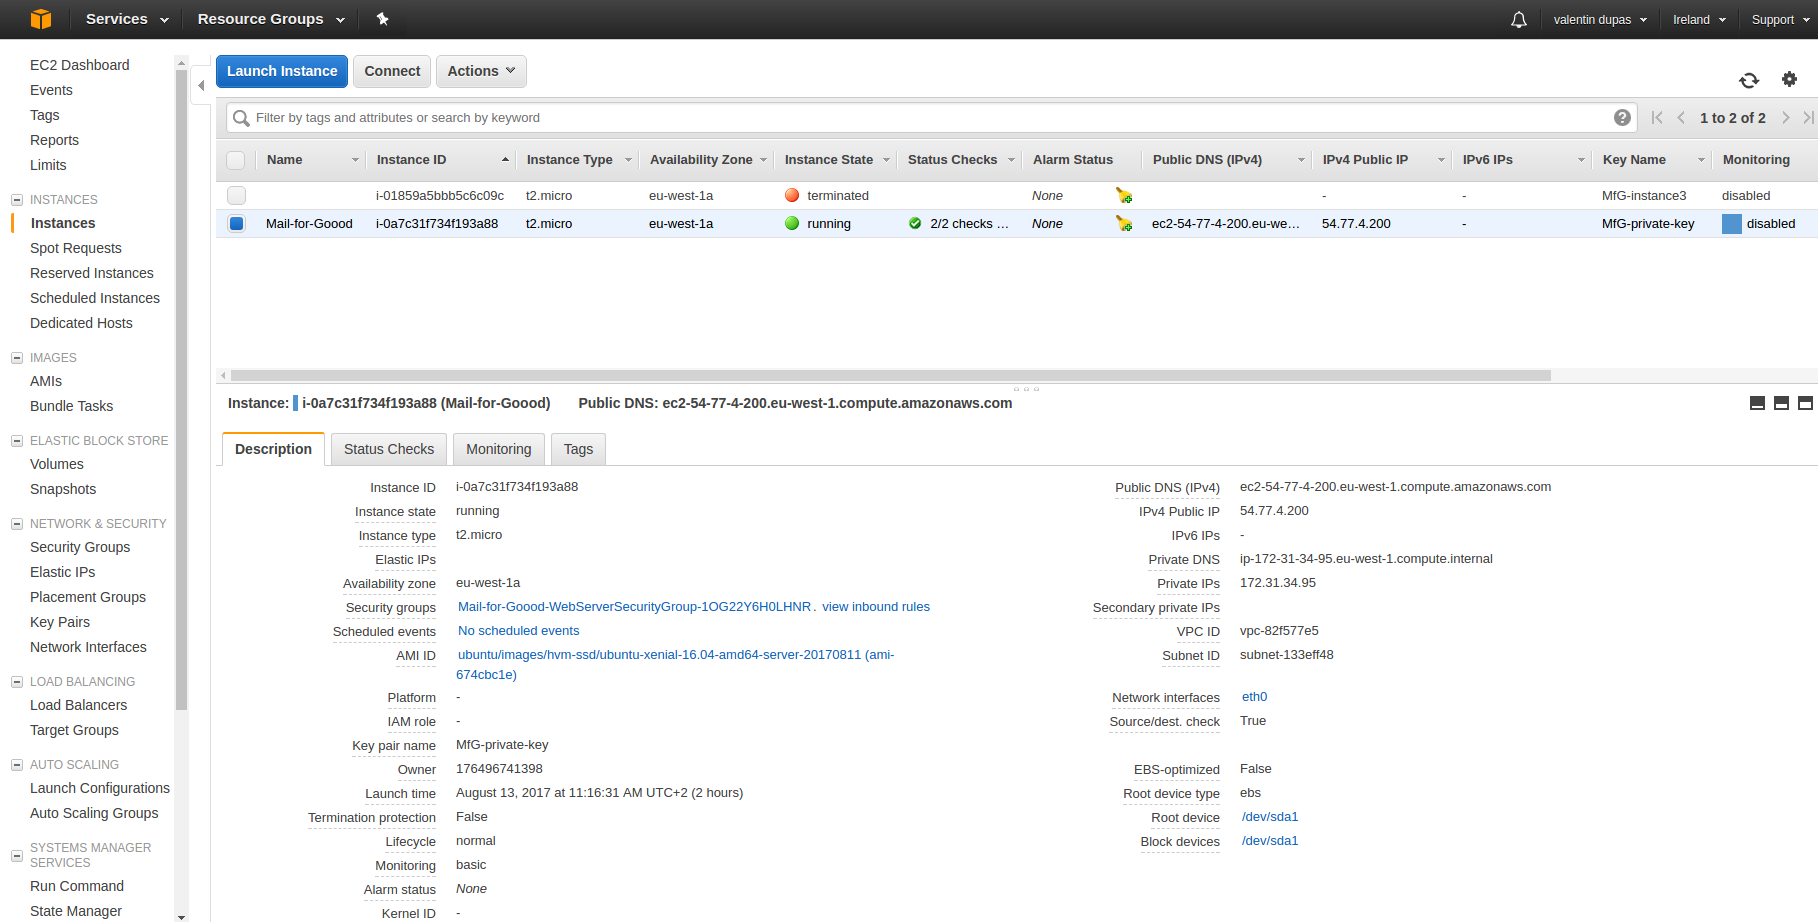 Services Resource Groups valentin dupas Ireland Support
EC2 Dashboard
Events
Tags
Reports
Limits
INSTANCES
Instances
Spot Requests
Reserved Instances
Scheduled Instances
Dedicated Hosts
IMAGES
AMIs
Bundle Tasks
ELASTIC BLOCK STORE
Volumes
Snapshots
NETWORK & SECURITY
Security Groups
Elastic IPs
Placement Groups
Key Pairs
Network Interfaces
LOAD BALANCING
Load Balancers
Target Groups
AUTO SCALING
Launch Configurations
Auto Scaling Groups
SYSTEMS MANAGER
SERVICES
Run Command
State Manager
Launch Instance Connect Actions
Filter by tags and attributes or search by keyword ? 1 to 2 of 2
Name Instance ID Instance Type Availability Zone Instance State Status Checks Alarm Status Public DNS (IPv4) IPv4 Public IP IPv6 IPs Key Name Monitoring
i-01859a5bbb5c6c09c t2.micro eu-west-1a terminated None - - MfG-instance3 disabled
Mail-for-Goood i-0a7c31f734f193a88 t2.micro eu-west-1a running 2/2 checks ... None ec2-54-77-4-200.eu-we... 54.77.4.200 - MfG-private-key disabled
Instance: i-0a7c31f734f193a88 (Mail-for-Goood) Public DNS: ec2-54-77-4-200.eu-west-1.compute.amazonaws.com
Description Status Checks Monitoring Tags
Instance ID i-0a7c31f734f193a88
Instance state running
Instance type t2.micro
Elastic IPs
Availability zone eu-west-1a
Security groups Mail-for-Goood-WebServerSecurityGroup-1OG22Y6H0LHNR. view inbound rules
Scheduled events No scheduled events
AMI ID ubuntu/images/hvm-ssd/ubuntu-xenial-16.04-amd64-server-20170811 (ami-
674cbc1e)
Platform -
IAM role -
Key pair name MfG-private-key
Owner 176496741398
Launch time August 13, 2017 at 11:16:31 AM UTC+2 (2 hours)
Termination protection False
Lifecycle normal
Monitoring basic
Alarm status None
Kernel ID -
Public DNS (IPv4) ec2-54-77-4-200.eu-west-1.compute.amazonaws.com
IPv4 Public IP 54.77.4.200
IPv6 IPs -
Private DNS ip-172-31-34-95.eu-west-1.compute.internal
Private IPs 172.31.34.95
Secondary private IPs
VPC ID vpc-82f577e5
Subnet ID subnet-133eff48
Network interfaces eth0
Source/dest. check True
EBS-optimized False
Root device type ebs
Root device /dev/sda1
Block devices /dev/sda1